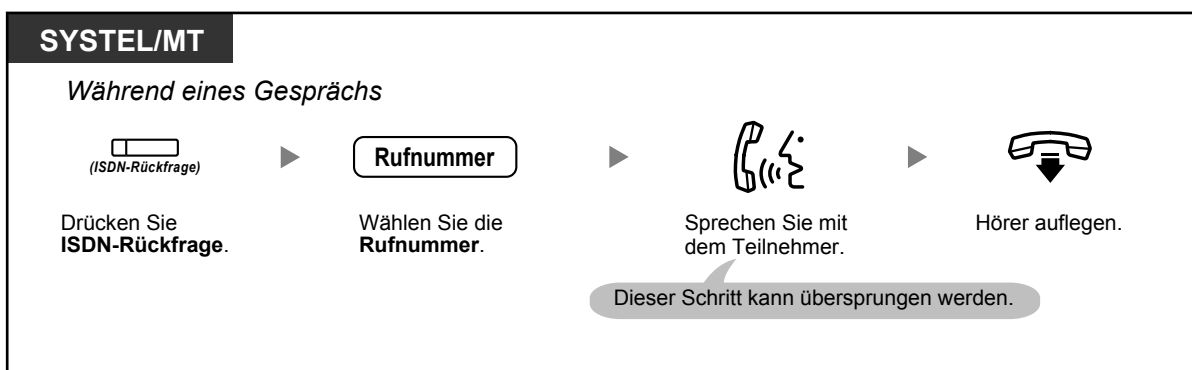 SYSTEL/MT
Während eines Gesprächs
(ISDN-Rückfrage)
Rufnummer
Drücken Sie
ISDN-Rückfrage.
Wählen Sie die
Rufnummer.
Sprechen Sie mit
dem Teilnehmer.
Hörer auflegen.
Dieser Schritt kann übersprungen werden.